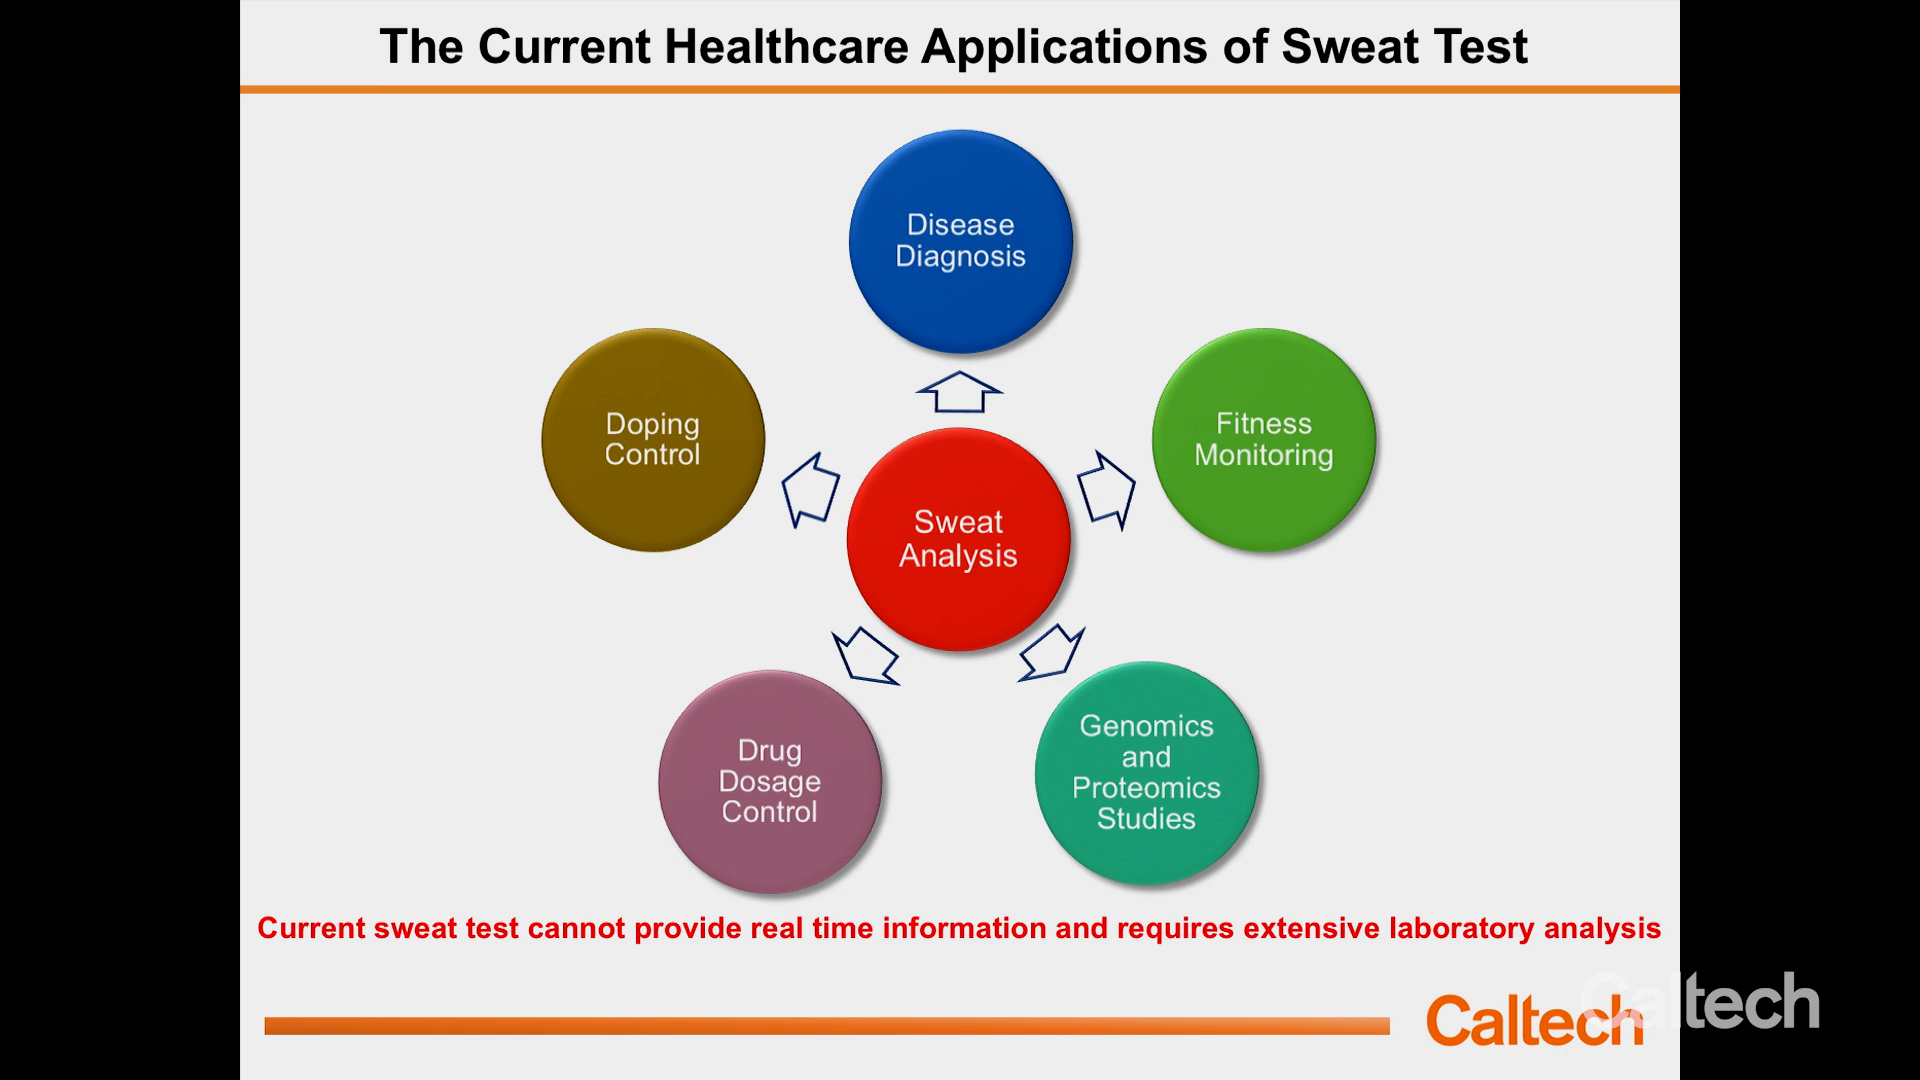 The Current Healthcare Applications of Sweat Test
Disease
Diagnosis
Doping
Control
Fitness
Monitoring
Sweat
Analysis
Drug
Dosage
Control
Genomics
and
Proteomics
Studies
Current sweat test cannot provide real time information and requires extensive laboratory analysis
Caltech
Caltech